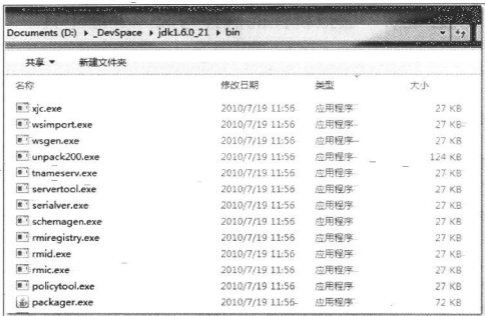 Documents (D:) ▸ _DevSpace ▸ jdk1.6.0_21 ▸ bin
共享 ▼ 新建文件夹
名称 修改日期 类型 大小
xjc.exe 2010/7/19 11:56 应用程序 27 KB
wsimport.exe 2010/7/19 11:56 应用程序 27 KB
wsgen.exe 2010/7/19 11:56 应用程序 27 KB
unpack200.exe 2010/7/19 11:56 应用程序 124 KB
tnameserv.exe 2010/7/19 11:56 应用程序 27 KB
servertool.exe 2010/7/19 11:56 应用程序 27 KB
serialver.exe 2010/7/19 11:56 应用程序 27 KB
schemagen.exe 2010/7/19 11:56 应用程序 27 KB
rmiregistry.exe 2010/7/19 11:56 应用程序 27 KB
rmid.exe 2010/7/19 11:56 应用程序 27 KB
rmic.exe 2010/7/19 11:56 应用程序 27 KB
policytool.exe 2010/7/19 11:56 应用程序 27 KB
packager.exe 2010/7/19 11:56 应用程序 72 KB